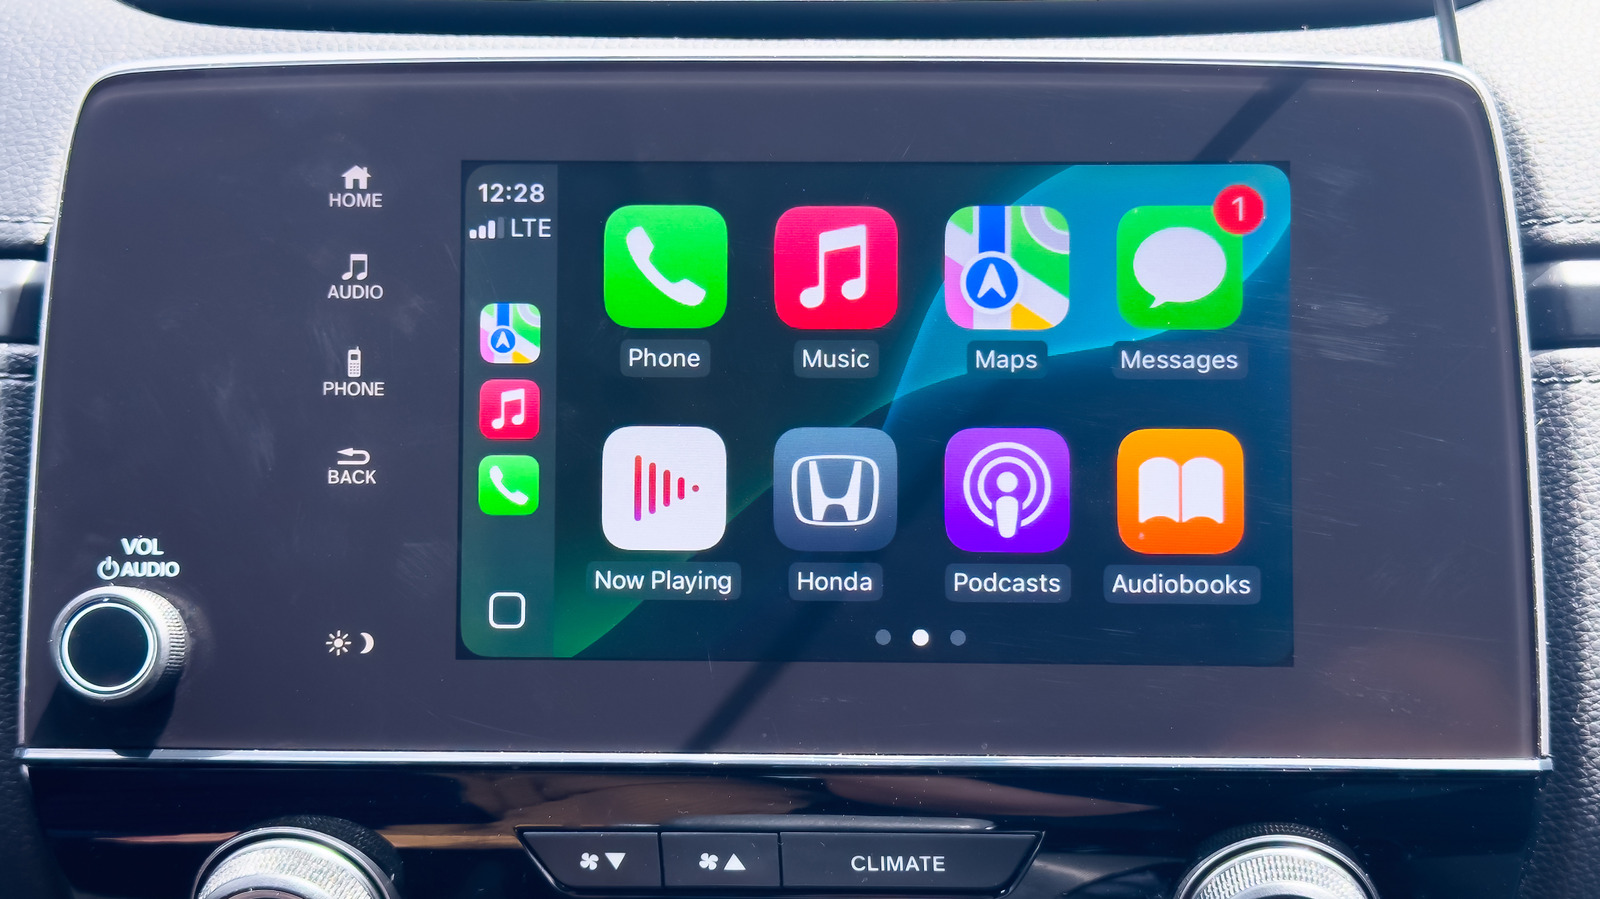 HOME
AUDIO
PHONE
BACK
VOL
AUDIO
12:28
LTE
1
Phone
Music
Maps
Messages
Now Playing
Honda
Podcasts
Audiobooks
CLIMATE